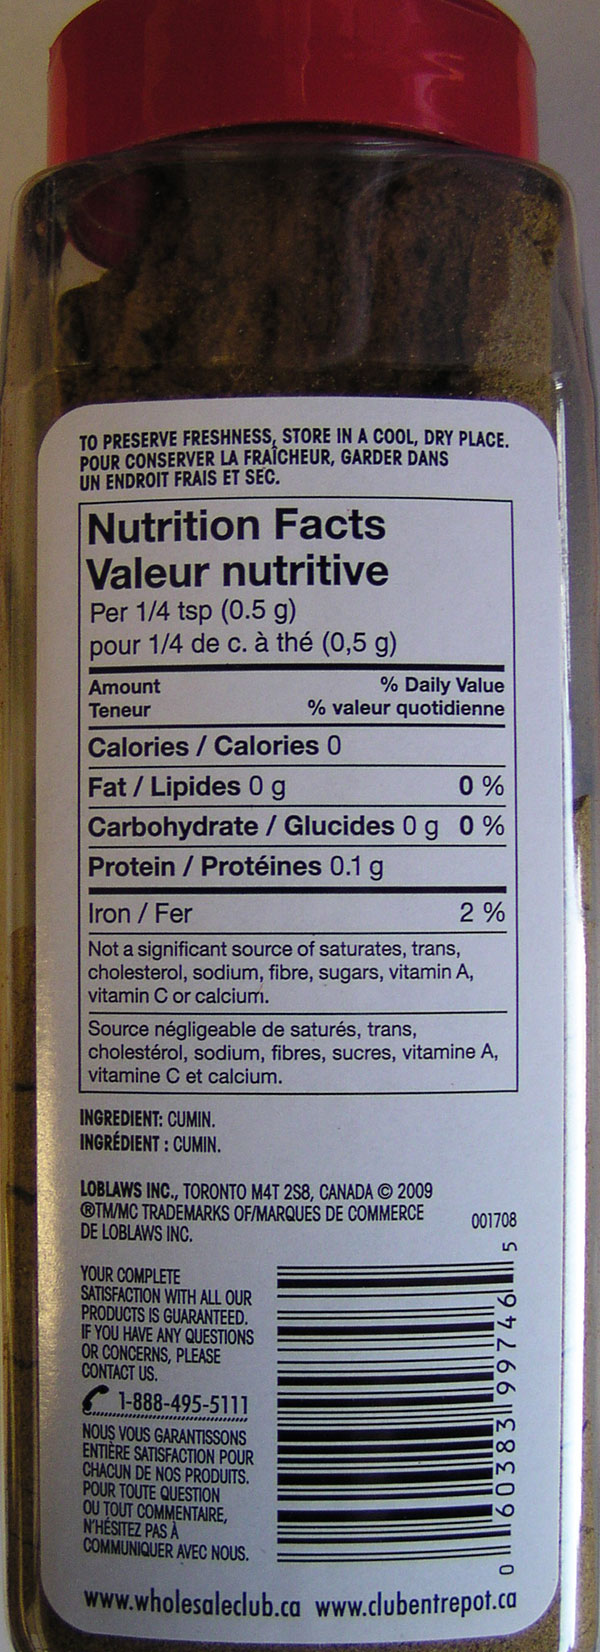 TO PRESERVE FRESHNESS, STORE IN A COOL, DRY PLACE.
POUR CONSERVER LA FRAÎCHEUR, GARDER DANS
UN ENDROIT FRAIS ET SEC.
Nutrition Facts
Valeur nutritive
Per 1/4 tsp (0.5 g)
pour 1/4 de c. à thé (0,5 g)
Amount % Daily Value
Teneur % valeur quotidienne
Calories / Calories 0
Fat / Lipides 0 g 0 %
Carbohydrate / Glucides 0 g 0 %
Protein / Protéines 0.1 g
Iron / Fer 2 %
Not a significant source of saturates, trans,
cholesterol, sodium, fibre, sugars, vitamin A,
vitamin C or calcium.
Source négligeable de saturés, trans,
cholestérol, sodium, fibres, sucres, vitamine A,
vitamine C et calcium.
INGREDIENT: CUMIN.
INGRÉDIENT : CUMIN.
LOBLAWS INC., TORONTO M4T 2S8, CANADA © 2009
®TM/MC TRADEMARKS OF/MARQUES DE COMMERCE
DE LOBLAWS INC.
001708
YOUR COMPLETE
SATISFACTION WITH ALL OUR
PRODUCTS IS GUARANTEED.
IF YOU HAVE ANY QUESTIONS
OR CONCERNS, PLEASE
CONTACT US.
1-888-495-5111
NOUS VOUS GARANTISSONS
ENTIÈRE SATISFACTION POUR
CHACUN DE NOS PRODUITS.
POUR TOUTE QUESTION
OU TOUT COMMENTAIRE,
N'HÉSITEZ PAS À
COMMUNIQUER AVEC NOUS.
0 60383 99746 5
www.wholesaleclub.ca www.clubentrepot.ca